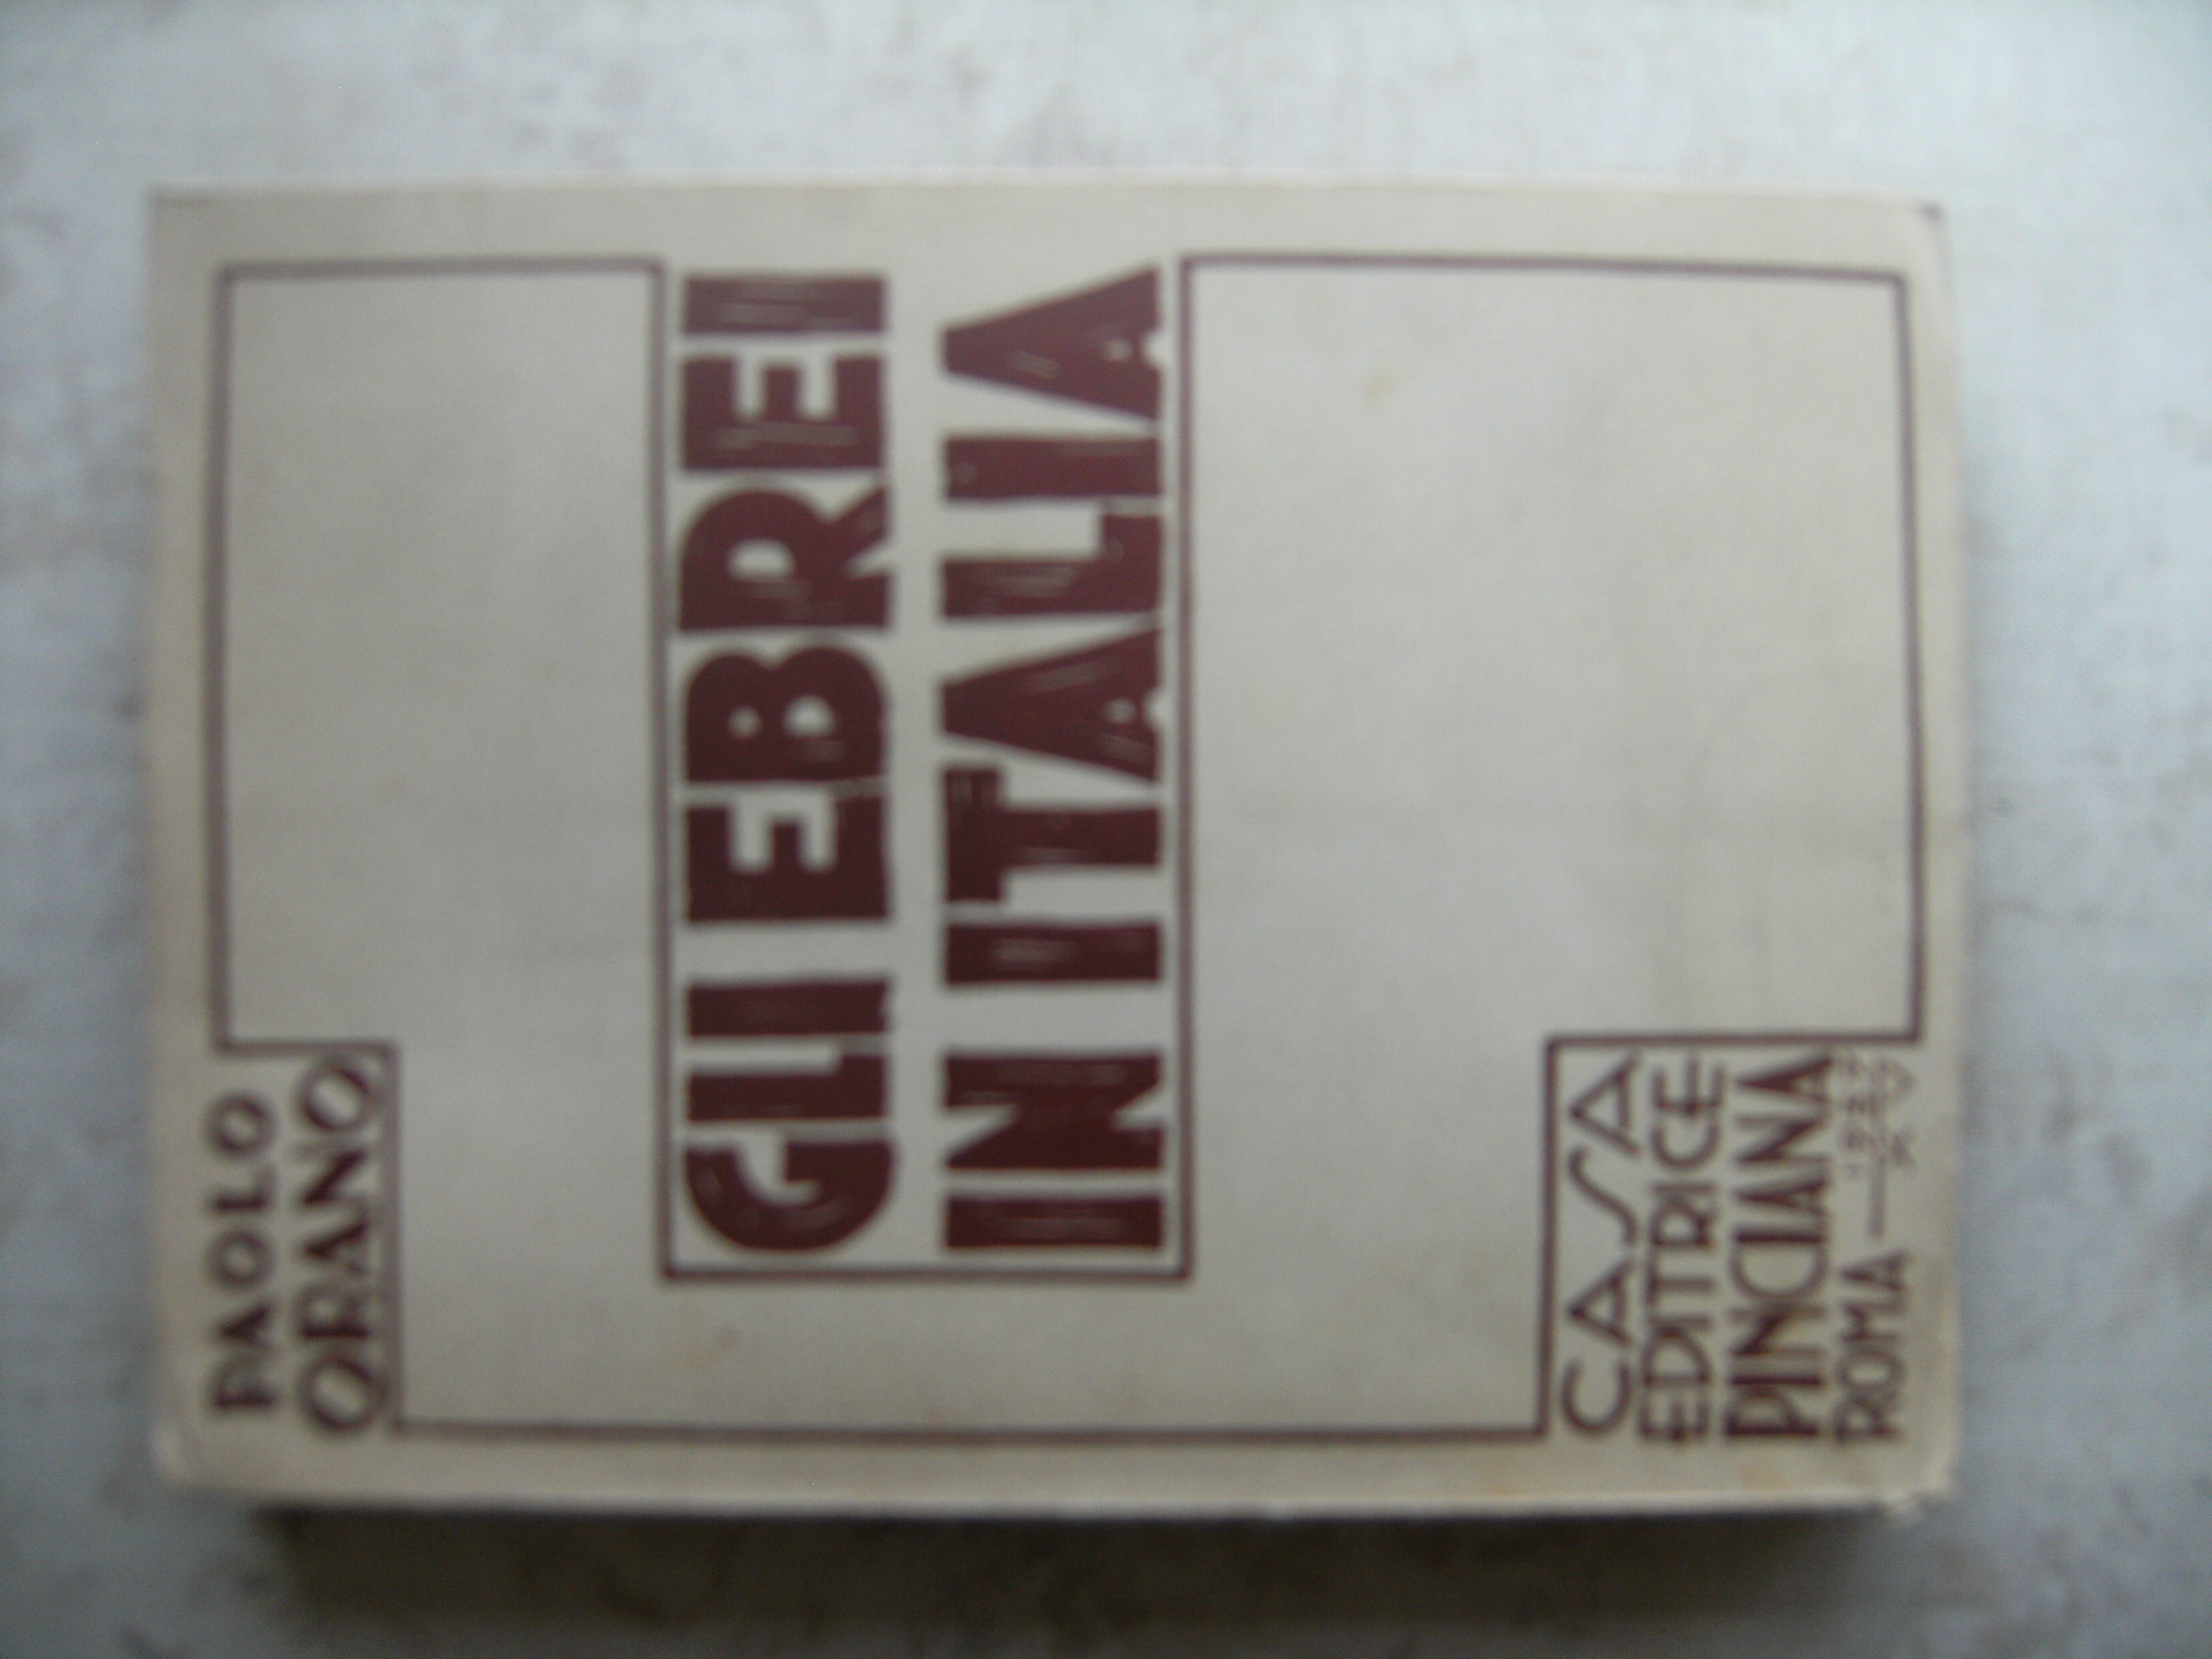 PAOLO
ORANO
GLI EBREI
IN ITALIA
CASA
EDITRICE
PINCIANA
ROMA —